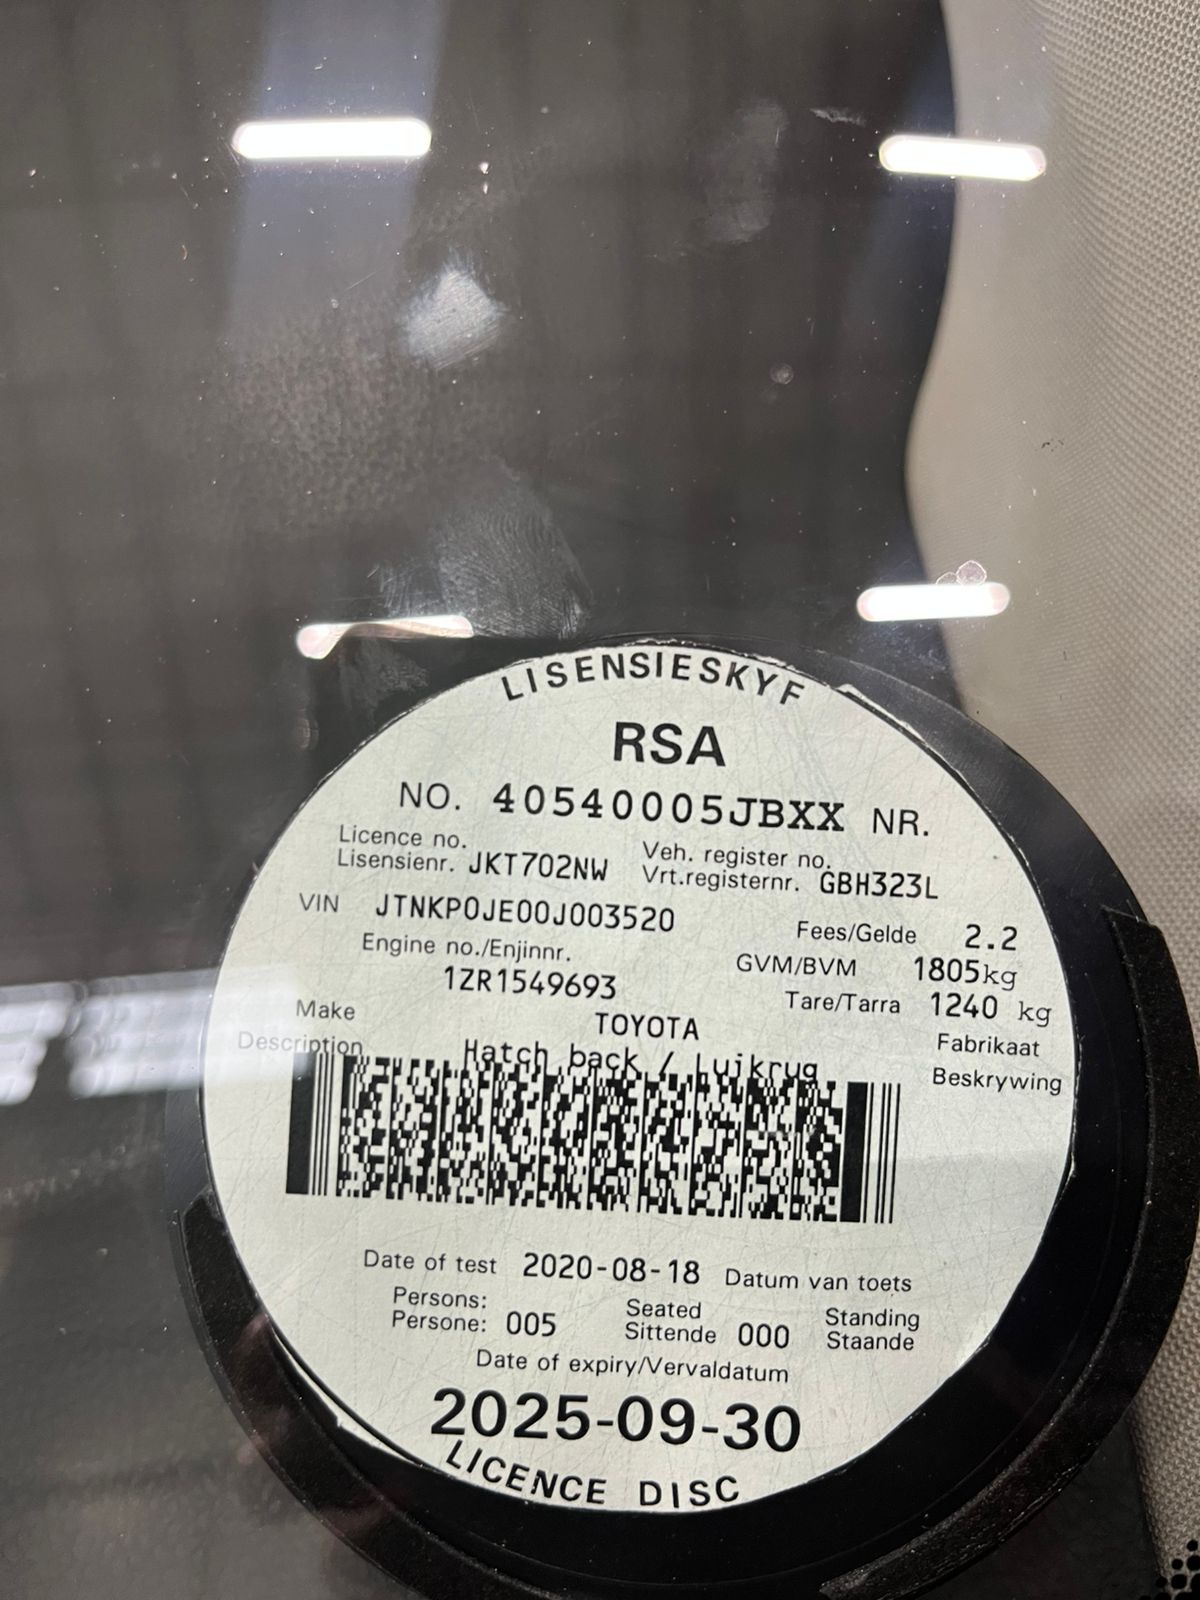 LISENSIESKYF
RSA
NO. 40540005JBXX NR.
Licence no. Veh. register no.
Lisensienr. JKT702NW Vrt.registernr. GBH323L
VIN JTNKP0JE00J003520 Fees/Gelde 2.2
Engine no./Enjinnr. GVM/BVM 1805kg
1ZR1549693 Tare/Tarra 1240 kg
Make TOYOTA Fabrikaat
Description Hatch back / Luikrug Beskrywing
Date of test 2020-08-18 Datum van toets
Persons: Seated Standing
Persone: 005 Sittende 000 Staande
Date of expiry/Vervaldatum
2025-09-30
LICENCE DISC